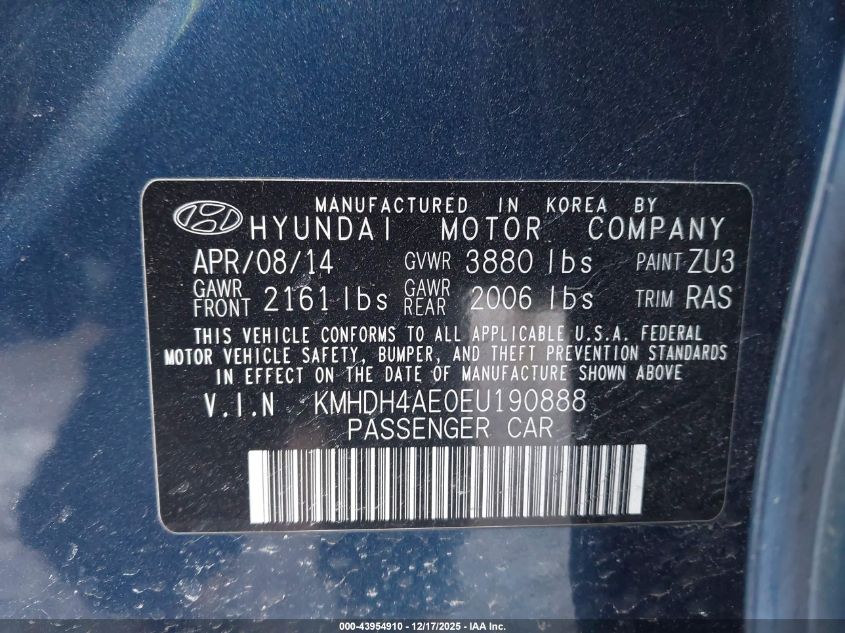 MANUFACTURED IN KOREA BY
HYUNDAI MOTOR COMPANY
APR/08/14 GVWR 3880 lbs PAINT ZU3
GAWR FRONT 2161 lbs GAWR REAR 2006 lbs TRIM RAS
THIS VEHICLE CONFORMS TO ALL APPLICABLE U.S.A. FEDERAL
MOTOR VEHICLE SAFETY, BUMPER, AND THEFT PREVENTION STANDARDS
IN EFFECT ON THE DATE OF MANUFACTURE SHOWN ABOVE
V.I.N KMHDH4AE0EU190888
PASSENGER CAR
000-43954910 - 12/17/2025 - IAA Inc.